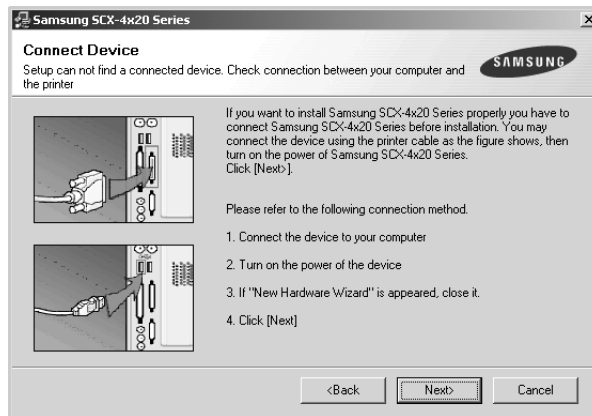 Samsung SCX-4x20 Series
Connect Device
Setup can not find a connected device. Check connection between your computer and
the printer
SAMSUNG
If you want to install Samsung SCX-4x20 Series properly you have to
connect Samsung SCX-4x20 Series before installation. You may
connect the device using the printer cable as the figure shows, then
turn on the power of Samsung SCX-4x20 Series.
Click [Next>].
Please refer to the following connection method.
1. Connect the device to your computer
2. Turn on the power of the device
3. If "New Hardware Wizard" is appeared, close it.
4. Click [Next]
<Back
Next>
Cancel